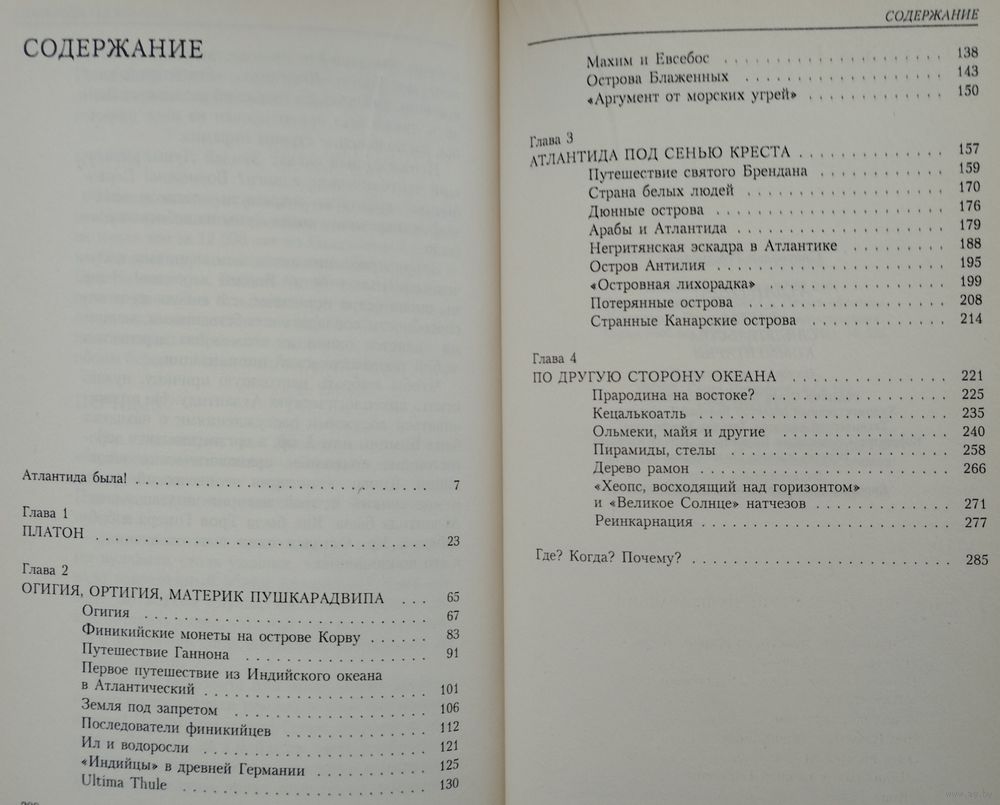 СОДЕРЖАНИЕ
Атлантида была! . . . . . . . . . . . . . . . . . . . . . . . . . . . 7
Глава 1
ПЛАТОН . . . . . . . . . . . . . . . . . . . . . . . . . . . . . . 23
Глава 2
ОГИГИЯ, ОРТИГИЯ, МАТЕРИК ПУШКАРАДВИПА . . . 65
Огигия . . . . . . . . . . . . . . . . . . . . . . . . . . 67
Финикийские монеты на острове Корву . . . . . . 83
Путешествие Ганнона . . . . . . . . . . . . . . . . . 91
Первое путешествие из Индийского океана
в Атлантический . . . . . . . . . . . . . . . . . . . . 101
Земля под запретом . . . . . . . . . . . . . . . . . . 106
Последователи финикийцев . . . . . . . . . . . . . . 112
Ил и водоросли . . . . . . . . . . . . . . . . . . . . 121
«Индийцы» в древней Германии . . . . . . . . . . . 125
Ultima Thule . . . . . . . . . . . . . . . . . . . . . . 130
СОДЕРЖАНИЕ
Махим и Евсебос . . . . . . . . . . . . . . . . . . . . 138
Острова Блаженных . . . . . . . . . . . . . . . . . . 143
«Аргумент от морских угрей» . . . . . . . . . . . . 150
Глава 3
АТЛАНТИДА ПОД СЕНЬЮ КРЕСТА . . . . . . . . . . . . . 157
Путешествие святого Брендана . . . . . . . . . . . 159
Страна белых людей . . . . . . . . . . . . . . . . . . 170
Дюнные острова . . . . . . . . . . . . . . . . . . . . 176
Арабы и Атлантида . . . . . . . . . . . . . . . . . . 179
Негритянская эскадра в Атлантике . . . . . . . . 188
Остров Антилия . . . . . . . . . . . . . . . . . . . . 195
«Островная лихорадка» . . . . . . . . . . . . . . . . 199
Потерянные острова . . . . . . . . . . . . . . . . . 208
Странные Канарские острова . . . . . . . . . . . . 214
Глава 4
ПО ДРУГУЮ СТОРОНУ ОКЕАНА . . . . . . . . . . . . . . 221
Прародина на востоке? . . . . . . . . . . . . . . . . 225
Кецалькоатль . . . . . . . . . . . . . . . . . . . . . 235
Ольмеки, майя и другие . . . . . . . . . . . . . . . 240
Пирамиды, стелы . . . . . . . . . . . . . . . . . . . 258
Дерево рамон . . . . . . . . . . . . . . . . . . . . . 266
«Хеопс, восходящий над горизонтом»
и «Великое Солнце» натчезов . . . . . . . . . . . . 271
Реинкарнация . . . . . . . . . . . . . . . . . . . . . 277
Где? Когда? Почему? . . . . . . . . . . . . . . . . . . . . . . . 285